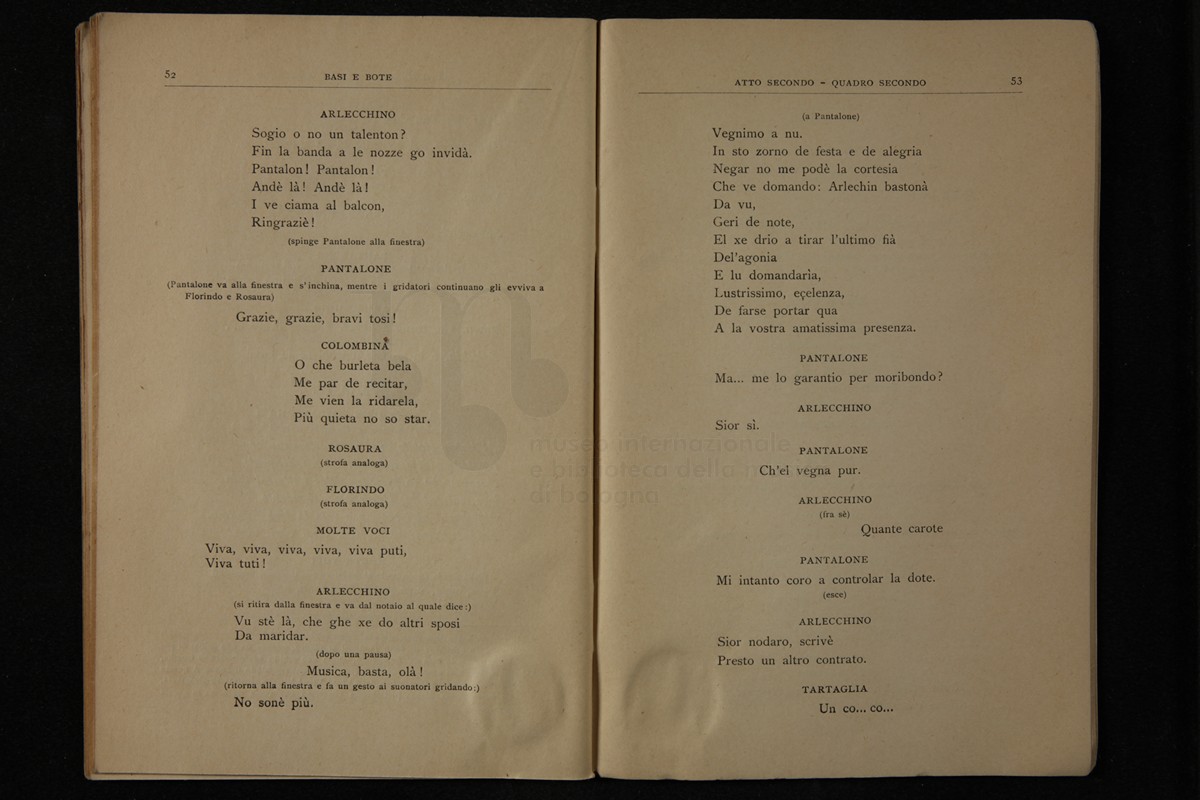 52
BASI E BOTE
ARLECCHINO
Sogio o no un talenton?
Fin la banda a le nozze go invidà.
Pantalon! Pantalon!
Andè là! Andè là!
I ve ciama al balcon,
Ringraziè!
(spinge Pantalone alla finestra)
PANTALONE
(Pantalone va alla finestra e s'inchina, mentre i gridatori continuano gli evviva a
Florindo e Rosaura)
Grazie, grazie, bravi tosi!
COLOMBINA
O che burleta bela
Me par de recitar,
Me vien la ridarela,
Più quieta no so star.
ROSAURA
(strofa analoga)
FLORINDO
(strofa analoga)
MOLTE VOCI
Viva, viva, viva, viva, viva puti,
Viva tuti!
ARLECCHINO
(si ritira dalla finestra e va dal notaio al quale dice:)
Vu stè là, che ghe xe do altri sposi
Da maridar.
(dopo una pausa)
Musica, basta, olà!
(ritorna alla finestra e fa un gesto ai suonatori gridando:)
No sonè più.
ATTO SECONDO - QUADRO SECONDO
53
(a Pantalone)
Vegnimo a nu.
In sto zorno de festa e de alegria
Negar no me podè la cortesia
Che ve domando: Arlechin bastonà
Da vu,
Geri de note,
El xe drio a tirar l'ultimo fià
Del'agonia
E lu domandarìa,
Lustrissimo, eçelenza,
De farse portar qua
A la vostra amatissima presenza.
PANTALONE
Ma... me lo garantio per moribondo?
ARLECCHINO
Sior sì.
PANTALONE
Ch'el vegna pur.
ARLECCHINO
(fra sè)
Quante carote
PANTALONE
Mi intanto coro a controlar la dote.
(esce)
ARLECCHINO
Sior nodaro, scrivè
Presto un altro contrato.
TARTAGLIA
Un co... co...
museo internazionale
e biblioteca della
di bologna